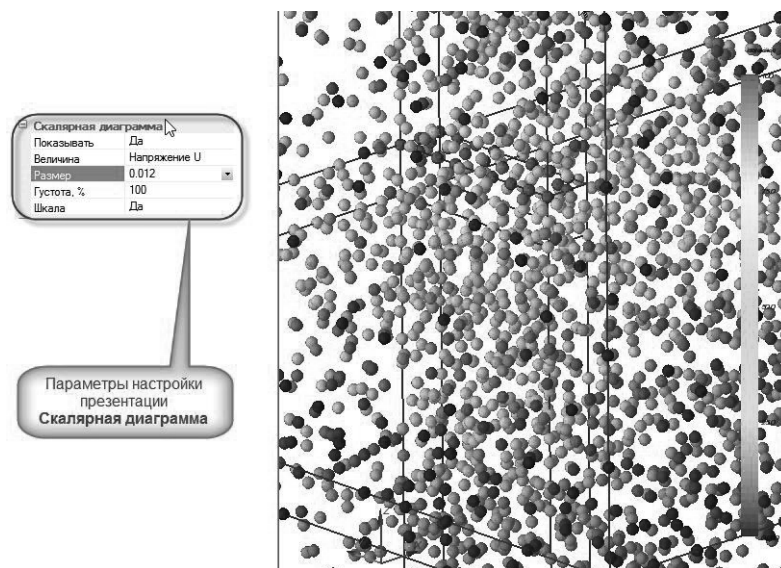 Скалярная диаграмма
Показывать Да
Величина Напряжение U
Размер 0.012
Густота, % 100
Шкала Да
Параметры настройки
презентации
Скалярная диаграмма
Z